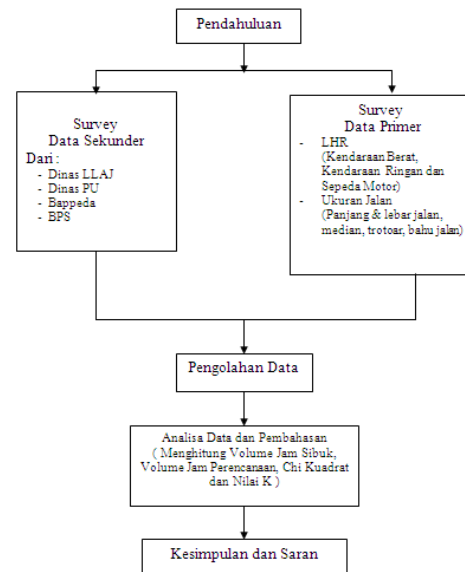 Pendahuluan
Survey
Data Sekunder
Dari :
- Dinas LLAJ
- Dinas PU
- Bappeda
- BPS
Survey
Data Primer
- LHR
(Kendaraan Berat,
Kendaraan Ringan dan
Sepeda Motor)
- Ukuran Jalan
(Panjang & lebar jalan,
median, trotoar, bahu jalan)
Pengolahan Data
Analisa Data dan Pembahasan
( Menghitung Volume Jam Sibuk,
Volume Jam Perencanaan, Chi Kuadrat
dan Nilai K )
Kesimpulan dan Saran